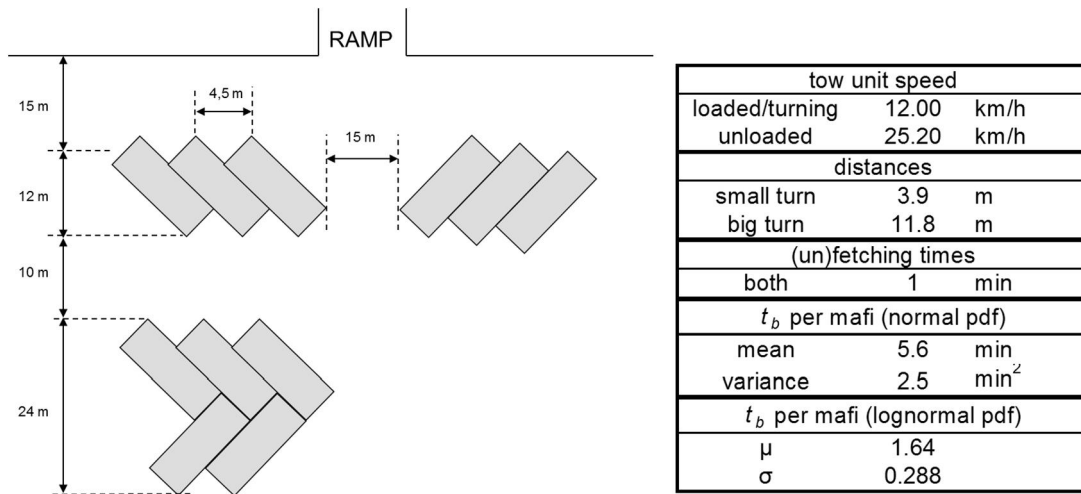 RAMP
15 m
4,5 m
15 m
12 m
10 m
24 m
tow unit speed
loaded/turning 12.00 km/h
unloaded 25.20 km/h
distances
small turn 3.9 m
big turn 11.8 m
(un)fetching times
both 1 min
t_b per mafi (normal pdf)
mean 5.6 min
variance 2.5 min²
t_b per mafi (lognormal pdf)
μ 1.64
σ 0.288